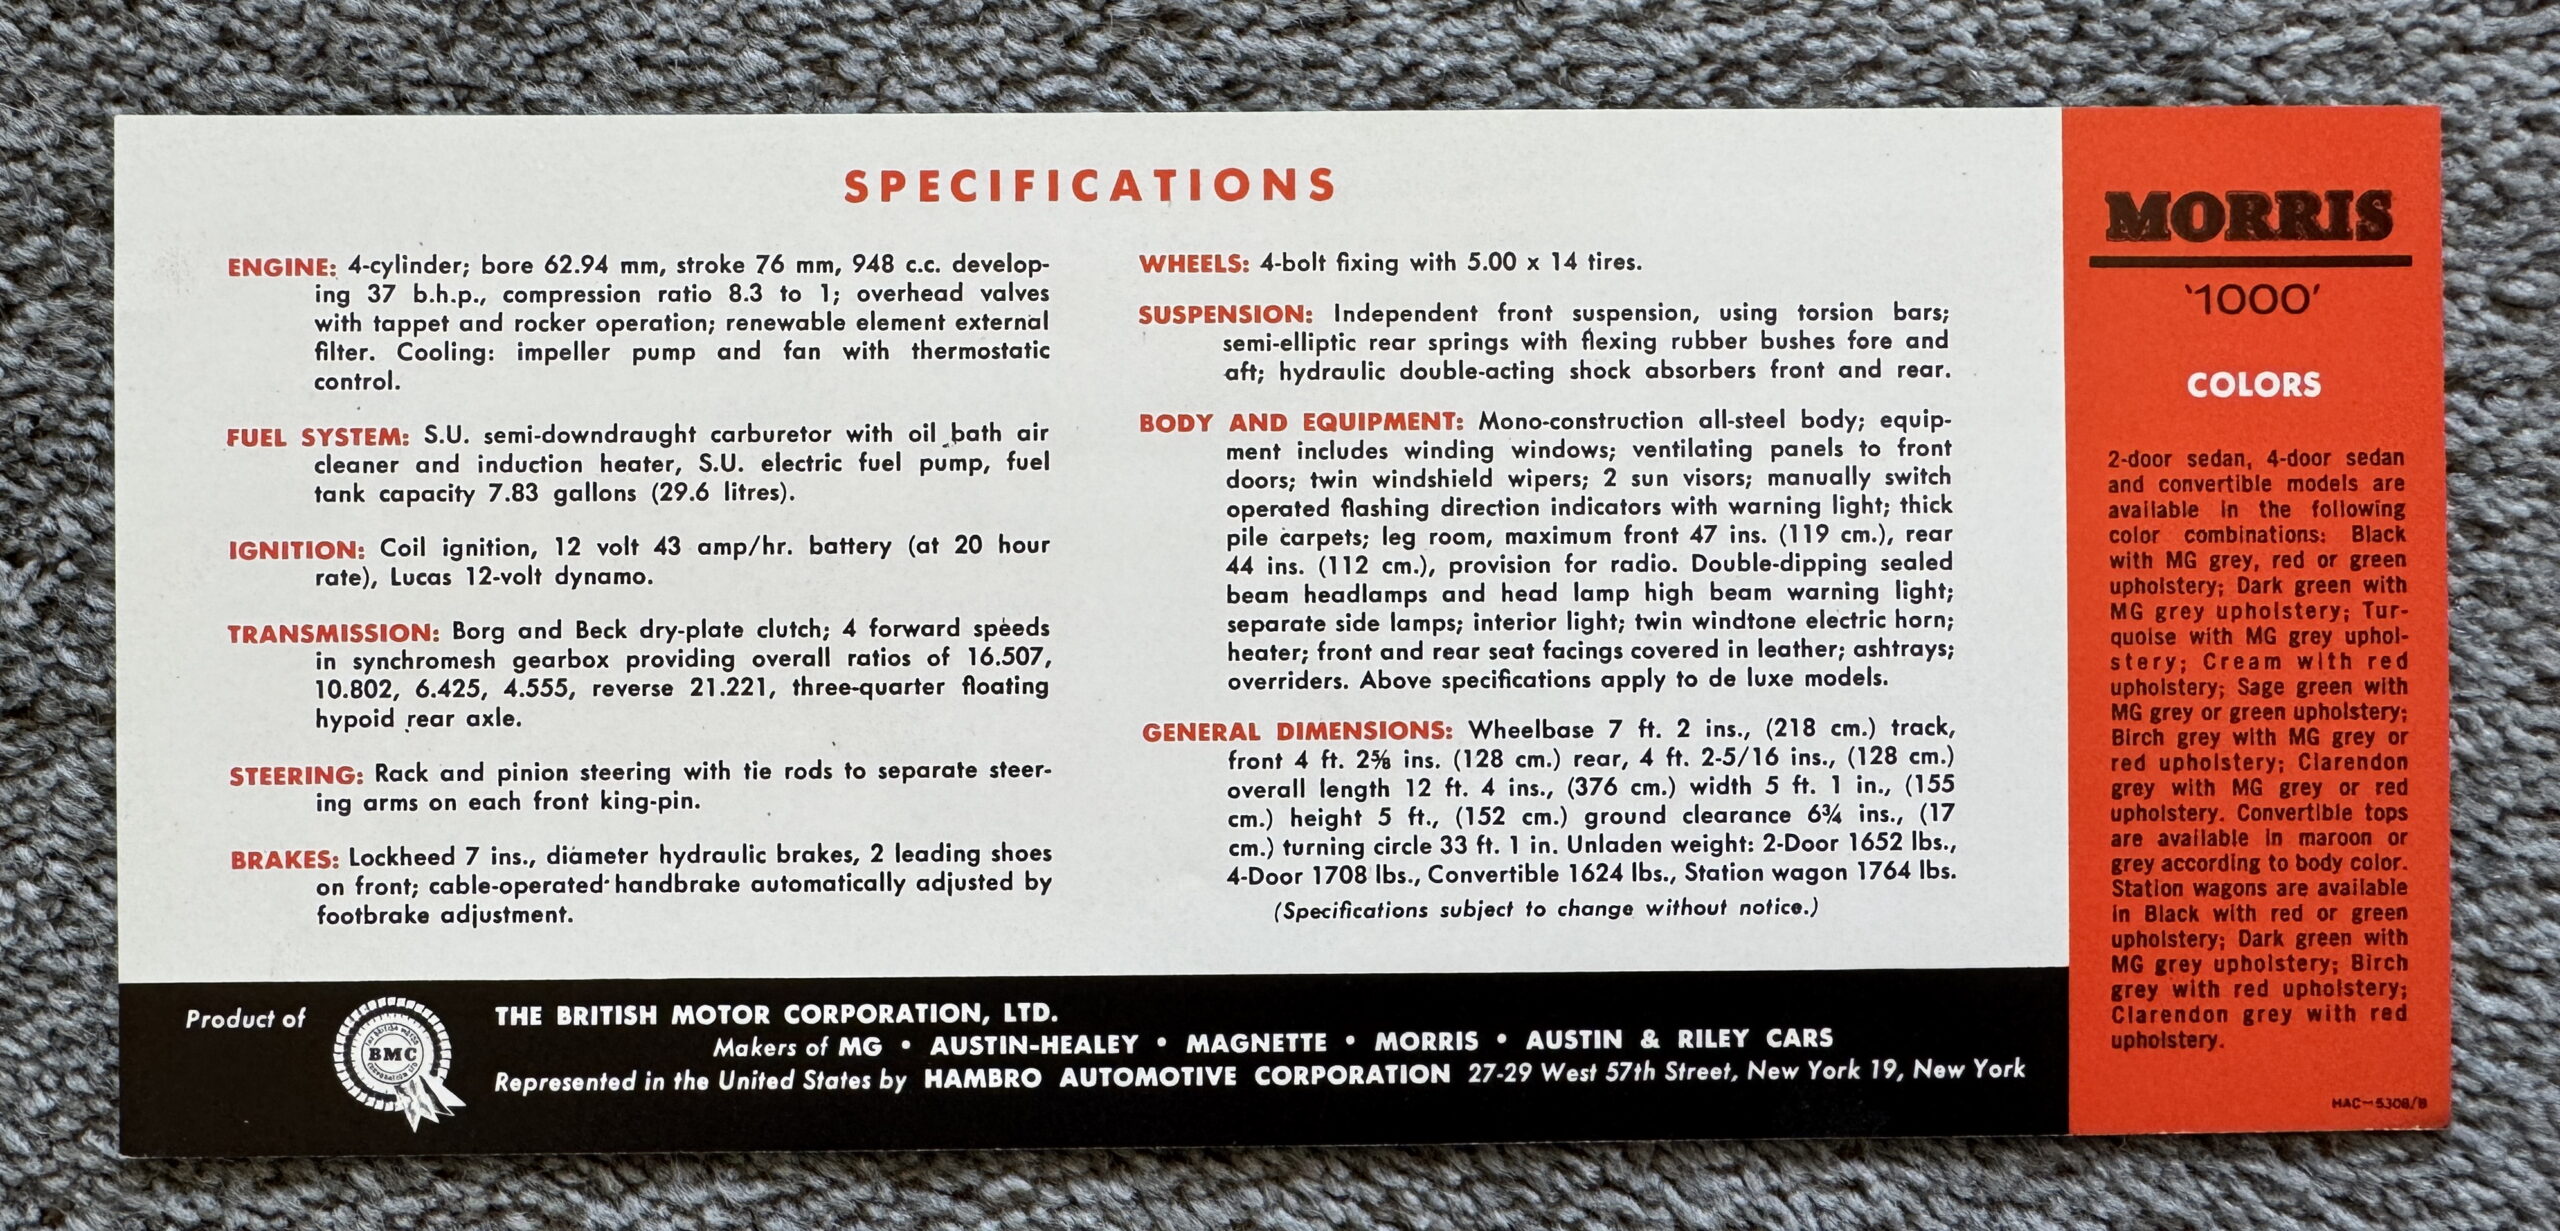 SPECIFICATIONS
ENGINE: 4-cylinder; bore 62.94 mm, stroke 76 mm, 948 c.c. develop-
ing 37 b.h.p., compression ratio 8.3 to 1; overhead valves
with tappet and rocker operation; renewable element external
filter. Cooling: impeller pump and fan with thermostatic
control.
FUEL SYSTEM: S.U. semi-downdraught carburetor with oil bath air
cleaner and induction heater, S.U. electric fuel pump, fuel
tank capacity 7.83 gallons (29.6 litres).
IGNITION: Coil ignition, 12 volt 43 amp/hr. battery (at 20 hour
rate), Lucas 12-volt dynamo.
TRANSMISSION: Borg and Beck dry-plate clutch; 4 forward speeds
in synchromesh gearbox providing overall ratios of 16.507,
10.802, 6.425, 4.555, reverse 21.221, three-quarter floating
hypoid rear axle.
STEERING: Rack and pinion steering with tie rods to separate steer-
ing arms on each front king-pin.
BRAKES: Lockheed 7 ins., diameter hydraulic brakes, 2 leading shoes
on front; cable-operated handbrake automatically adjusted by
footbrake adjustment.
WHEELS: 4-bolt fixing with 5.00 x 14 tires.
SUSPENSION: Independent front suspension, using torsion bars;
semi-elliptic rear springs with flexing rubber bushes fore and
aft; hydraulic double-acting shock absorbers front and rear.
BODY AND EQUIPMENT: Mono-construction all-steel body; equip-
ment includes winding windows; ventilating panels to front
doors; twin windshield wipers; 2 sun visors; manually switch
operated flashing direction indicators with warning light; thick
pile carpets; leg room, maximum front 47 ins. (119 cm.), rear
44 ins. (112 cm.), provision for radio. Double-dipping sealed
beam headlamps and head lamp high beam warning light;
separate side lamps; interior light; twin windtone electric horn;
heater; front and rear seat facings covered in leather; ashtrays;
overriders. Above specifications apply to de luxe models.
GENERAL DIMENSIONS: Wheelbase 7 ft. 2 ins., (218 cm.) track,
front 4 ft. 2⅝ ins. (128 cm.) rear, 4 ft. 2-5/16 ins., (128 cm.)
overall length 12 ft. 4 ins., (376 cm.) width 5 ft. 1 in., (155
cm.) height 5 ft., (152 cm.) ground clearance 6¾ ins., (17
cm.) turning circle 33 ft. 1 in. Unladen weight: 2-Door 1652 lbs.,
4-Door 1708 lbs., Convertible 1624 lbs., Station wagon 1764 lbs.
(Specifications subject to change without notice.)
Product of
BMC
THE BRITISH MOTOR CORPORATION, LTD.
Makers of MG • AUSTIN-HEALEY • MAGNETTE • MORRIS • AUSTIN & RILEY CARS
Represented in the United States by HAMBRO AUTOMOTIVE CORPORATION 27-29 West 57th Street, New York 19, New York
MORRIS
'1000'
COLORS
2-door sedan, 4-door sedan
and convertible models are
available in the following
color combinations: Black
with MG grey, red or green
upholstery; Dark green with
MG grey upholstery; Tur-
quoise with MG grey uphol-
stery; Cream with red
upholstery; Sage green with
MG grey or green upholstery;
Birch grey with MG grey or
red upholstery; Clarendon
grey with MG grey or red
upholstery. Convertible tops
are available in maroon or
grey according to body color.
Station wagons are available
in Black with red or green
upholstery; Dark green with
MG grey upholstery; Birch
grey with red upholstery;
Clarendon grey with red
upholstery.
HAC—5308/B